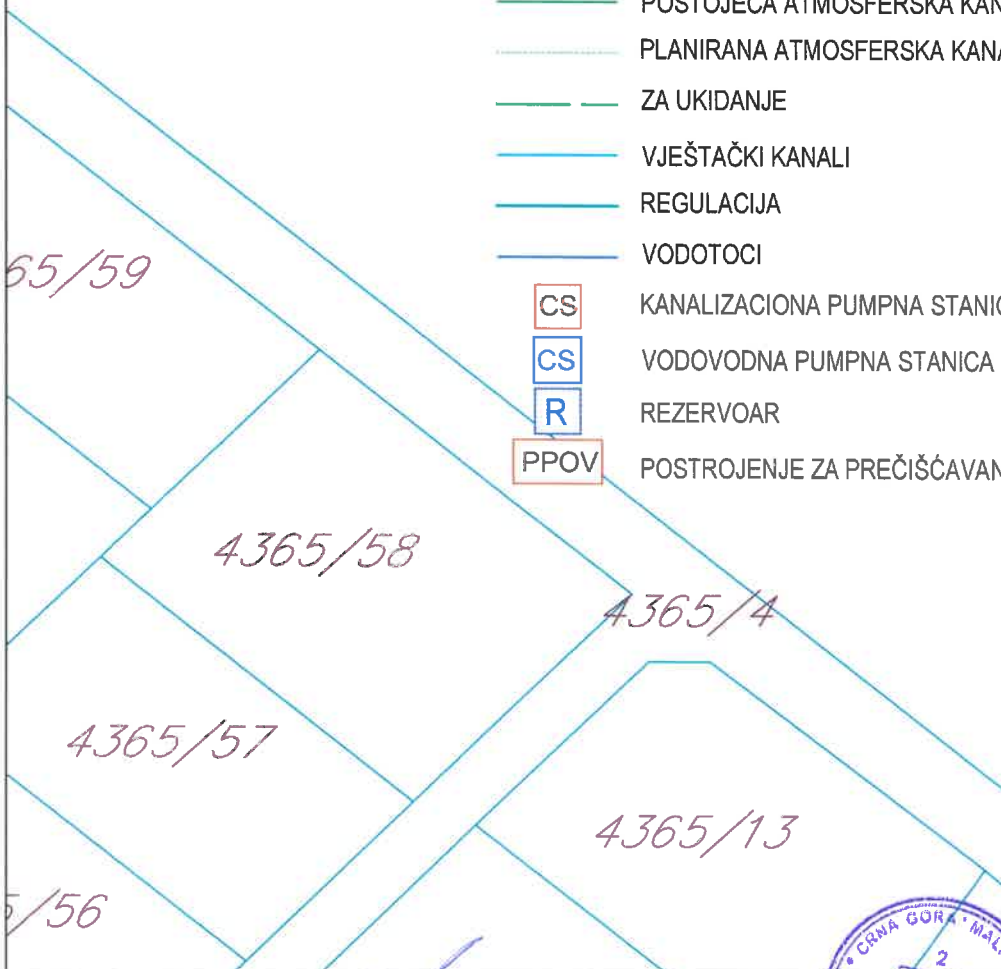 POSTOJEĆA ATMOSFERSKA KAN
PLANIRANA ATMOSFERSKA KANA
ZA UKIDANJE
VJEŠTAČKI KANALI
REGULACIJA
VODOTOCI
CS KANALIZACIONA PUMPNA STANIC
CS VODOVODNA PUMPNA STANICA
R REZERVOAR
PPOV POSTROJENJE ZA PREČIŠĆAVAN
65/59
4365/58
4365/4
4365/57
4365/13
5/56
CRNA GORA
2